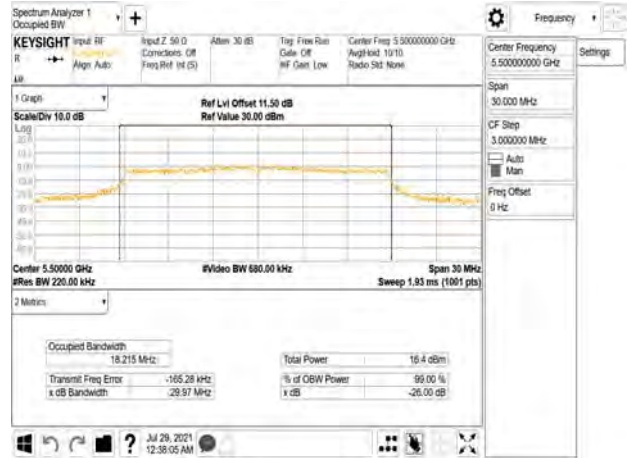 Spectrum Analyzer 1
Occupied BW
Frequency
KEYSIGHT
Input: RF
Input Z: 50 Ω
Atten: 30 dB
Trig: Free Run
Center Freq: 5.500000000 GHz
R
Corrections: Off
Gate: Off
Avg|Hold: 10/10
Align: Auto
Freq Ref: Int (S)
#IF Gain: Low
Radio Std: None
Center Frequency
5.500000000 GHz
Settings
Span
30.000 MHz
CF Step
3.000000 MHz
Auto
Man
Freq Offset
0 Hz
1 Graph
Ref Lvl Offset 11.50 dB
Scale/Div 10.0 dB
Ref Value 30.00 dBm
Log
Center 5.50000 GHz
#Video BW 680.00 kHz
Span 30 MHz
#Res BW 220.00 kHz
Sweep 1.93 ms (1001 pts)
2 Metrics
Occupied Bandwidth
18.215 MHz
Total Power
16.4 dBm
Transmit Freq Error
-165.28 kHz
% of OBW Power
99.00 %
x dB Bandwidth
29.97 MHz
x dB
-26.00 dB
?
Jul 29, 2021
12:38:05 AM